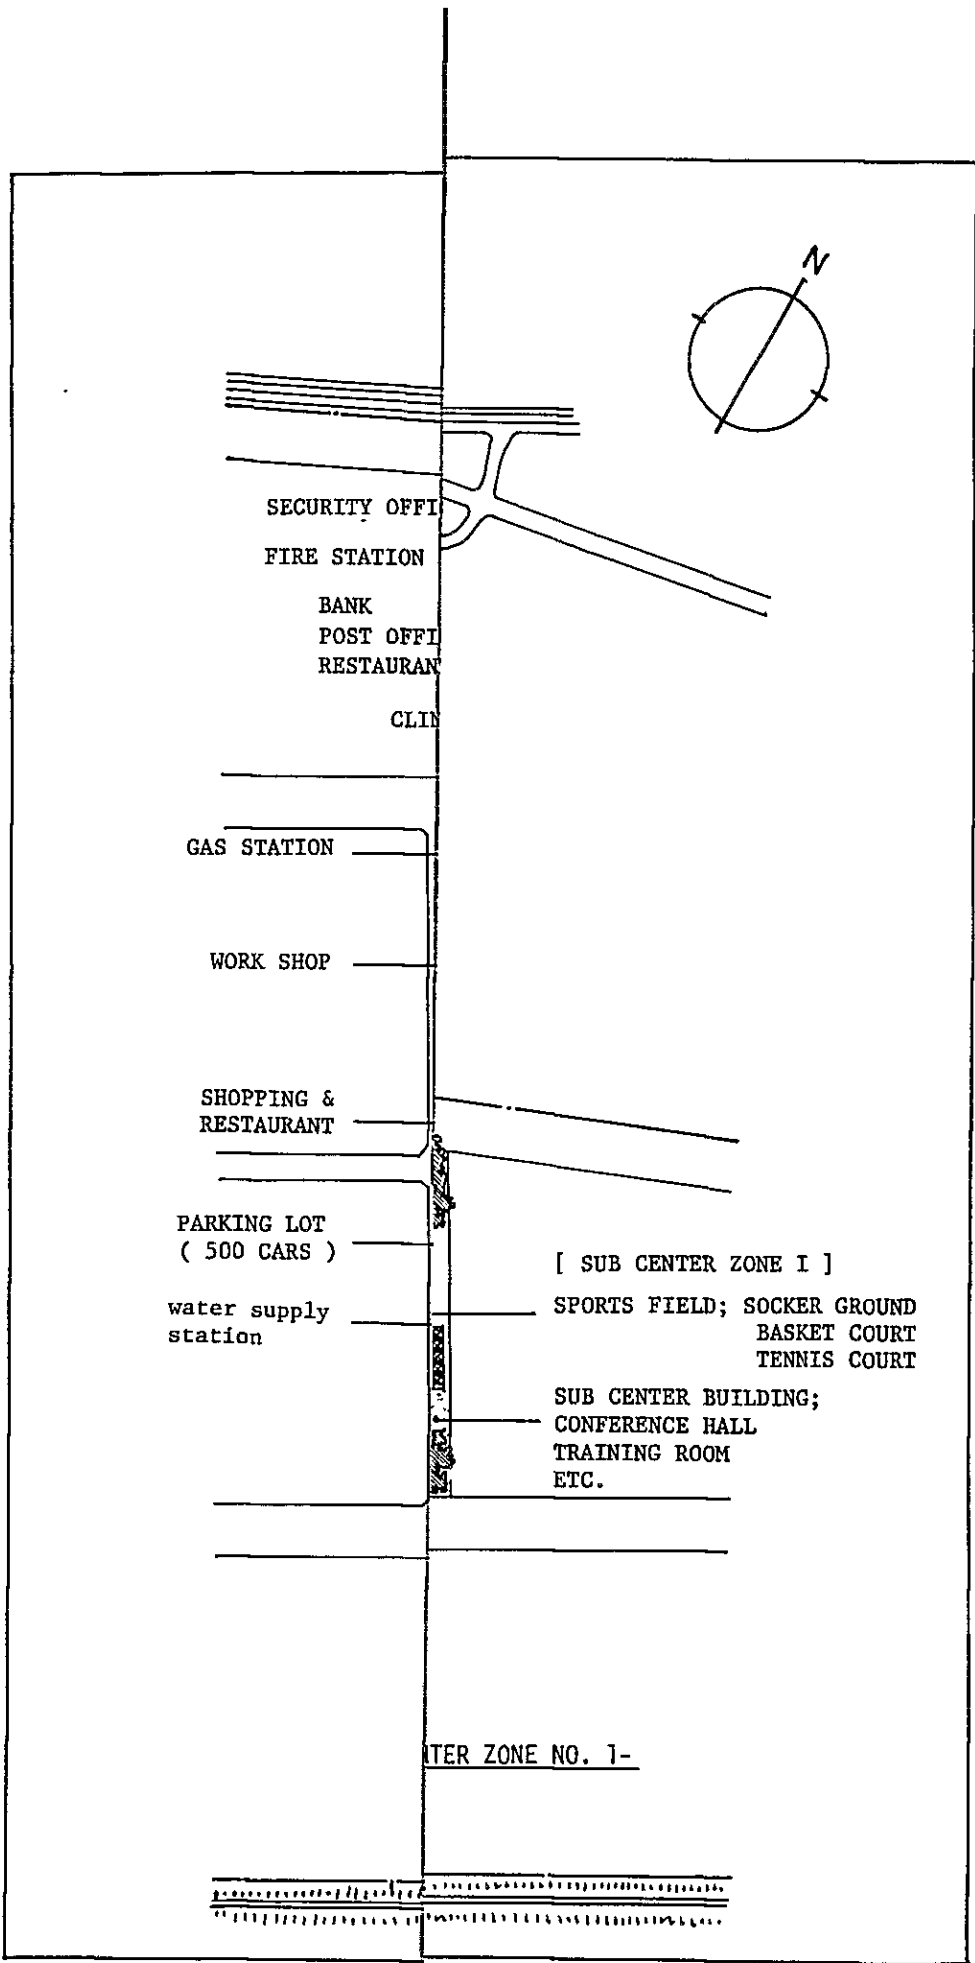 N
SECURITY OFFI
FIRE STATION
BANK
POST OFFI
RESTAURAN
CLIN
GAS STATION
WORK SHOP
SHOPPING &
RESTAURANT
PARKING LOT
( 500 CARS )
water supply
station
[ SUB CENTER ZONE I ]
SPORTS FIELD; SOCKER GROUND
BASKET COURT
TENNIS COURT
SUB CENTER BUILDING;
CONFERENCE HALL
TRAINING ROOM
ETC.
TER ZONE NO. 1-